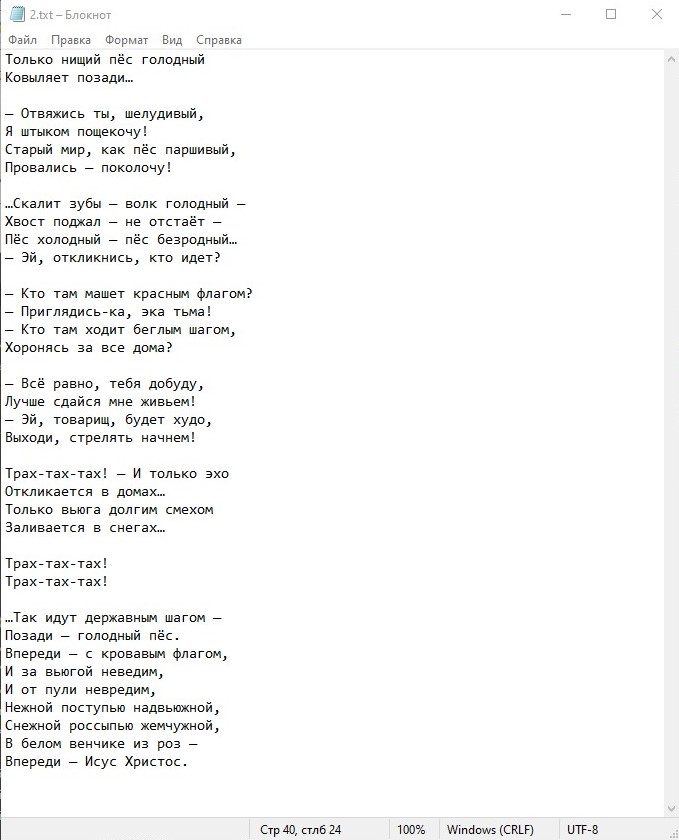 2.txt – Блокнот
Файл Правка Формат Вид Справка
Только нищий пёс голодный
Ковыляет позади…
— Отвяжись ты, шелудивый,
Я штыком пощекочу!
Старый мир, как пёс паршивый,
Провались — поколочу!
…Скалит зубы — волк голодный —
Хвост поджал — не отстаёт —
Пёс холодный — пёс безродный…
— Эй, откликнись, кто идет?
— Кто там машет красным флагом?
— Приглядись-ка, эка тьма!
— Кто там ходит беглым шагом,
Хоронясь за все дома?
— Всё равно, тебя добуду,
Лучше сдайся мне живьем!
— Эй, товарищ, будет худо,
Выходи, стрелять начнем!
Трах-тах-тах! — И только эхо
Откликается в домах…
Только вьюга долгим смехом
Заливается в снегах…
Трах-тах-тах!
Трах-тах-тах!
…Так идут державным шагом —
Позади — голодный пёс.
Впереди — с кровавым флагом,
И за вьюгой неведим,
И от пули невредим,
Нежной поступью надвьюжной,
Снежной россыпью жемчужной,
В белом венчике из роз —
Впереди — Исус Христос.
Стр 40, стлб 24 100% Windows (CRLF) UTF-8